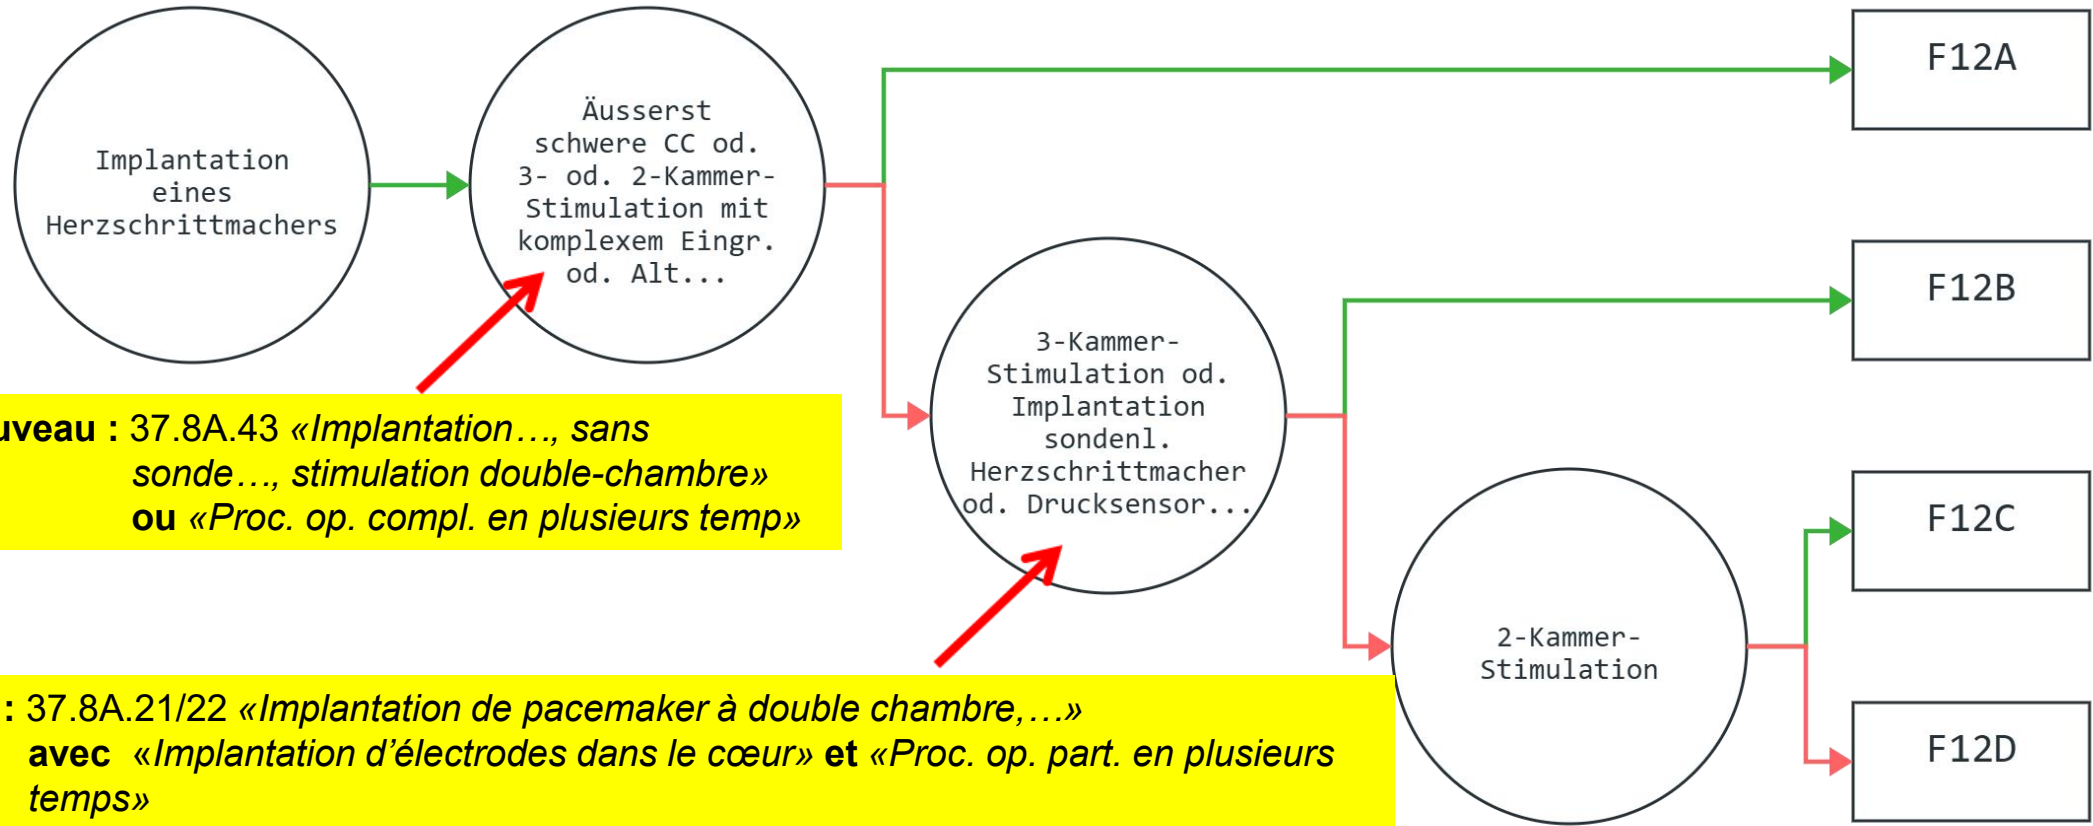 Implantation
eines
Herzschrittmachers
Äusserst
schwere CC od.
3- od. 2-Kammer-
Stimulation mit
komplexem Eingr.
od. Alt...
F12A
3-Kammer-
Stimulation od.
Implantation
sondenl.
Herzschrittmacher
od. Drucksensor...
F12B
2-Kammer-
Stimulation
F12C
F12D
uveau : 37.8A.43 «Implantation…, sans
sonde…, stimulation double-chambre»
ou «Proc. op. compl. en plusieurs temp»
: 37.8A.21/22 «Implantation de pacemaker à double chambre,…»
avec «Implantation d’électrodes dans le cœur» et «Proc. op. part. en plusieurs
temps»